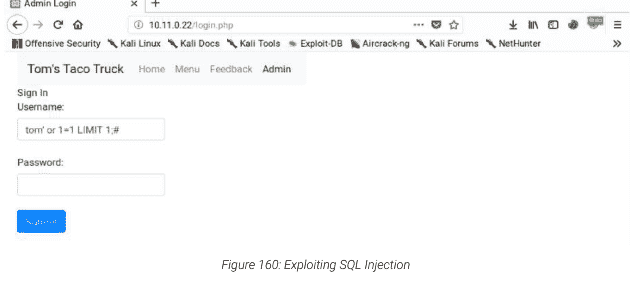 Admin Login
10.11.0.22/login.php
Offensive Security Kali Linux Kali Docs Kali Tools Exploit-DB Aircrack-ng Kali Forums NetHunter
Tom's Taco Truck Home Menu Feedback Admin
Sign In
Username:
tom' or 1=1 LIMIT 1;#
Password:
Submit
Figure 160: Exploiting SQL Injection